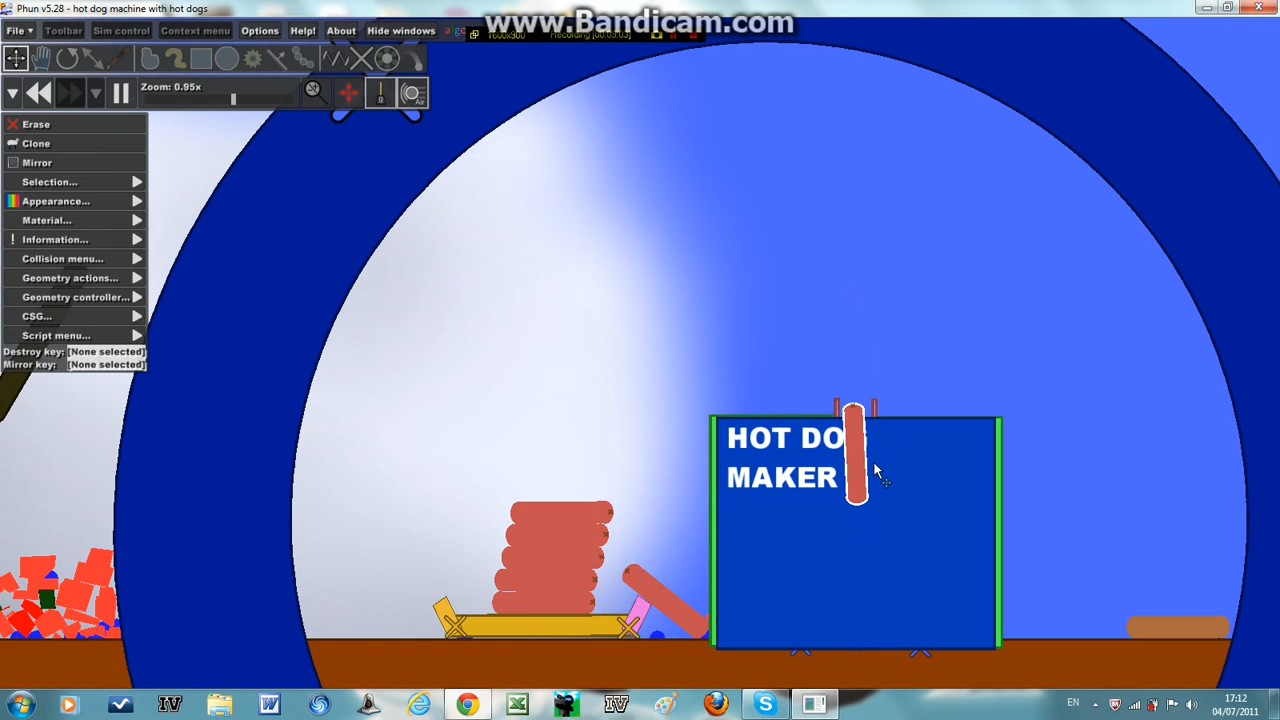 Phun v5.28 - hot dog machine with hot dogs
www.Bandicam.com
File Toolbar Sim control Context menu Options Help! About Hide windows
1600x900 Recording
Zoom: 0.95x
Air
Erase
Clone
Mirror
Selection...
Appearance...
Material...
Information...
Collision menu...
Geometry actions...
Geometry controller...
CSG...
Script menu...
Destroy key: [None selected]
Mirror key: [None selected]
HOT DO
MAKER
EN
17:12
04/07/2011